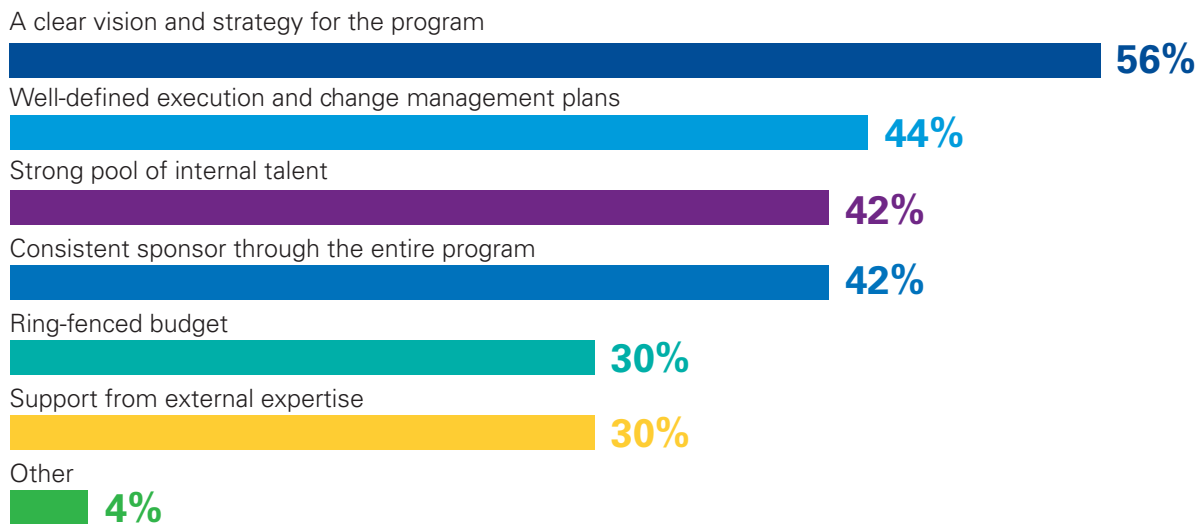 A clear vision and strategy for the program
56%
Well-defined execution and change management plans
44%
Strong pool of internal talent
42%
Consistent sponsor through the entire program
42%
Ring-fenced budget
30%
Support from external expertise
30%
Other
4%